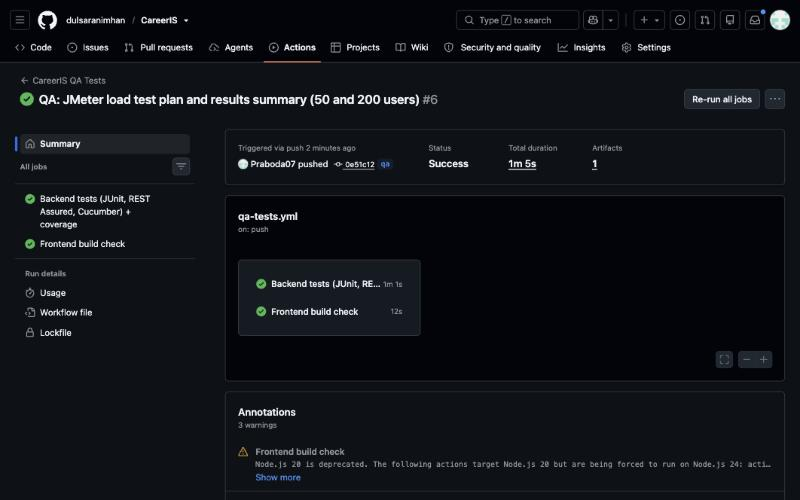 dulsaranimhan / CareerIS
Type / to search
Code
Issues
Pull requests
Agents
Actions
Projects
Wiki
Security and quality
Insights
Settings
CareerIS QA Tests
QA: JMeter load test plan and results summary (50 and 200 users) #6
Re-run all jobs
Summary
All jobs
Backend tests (JUnit, REST
Assured, Cucumber) +
coverage
Frontend build check
Run details
Usage
Workflow file
Lockfile
Triggered via push 2 minutes ago
Praboda07 pushed 0e51c12 qa
Status
Success
Total duration
1m 5s
Artifacts
1
qa-tests.yml
on: push
Backend tests (JUnit, RE... 1m 1s
Frontend build check 12s
Annotations
3 warnings
Frontend build check
Node.js 20 is deprecated. The following actions target Node.js 20 but are being forced to run on Node.js 24: acti…
Show more